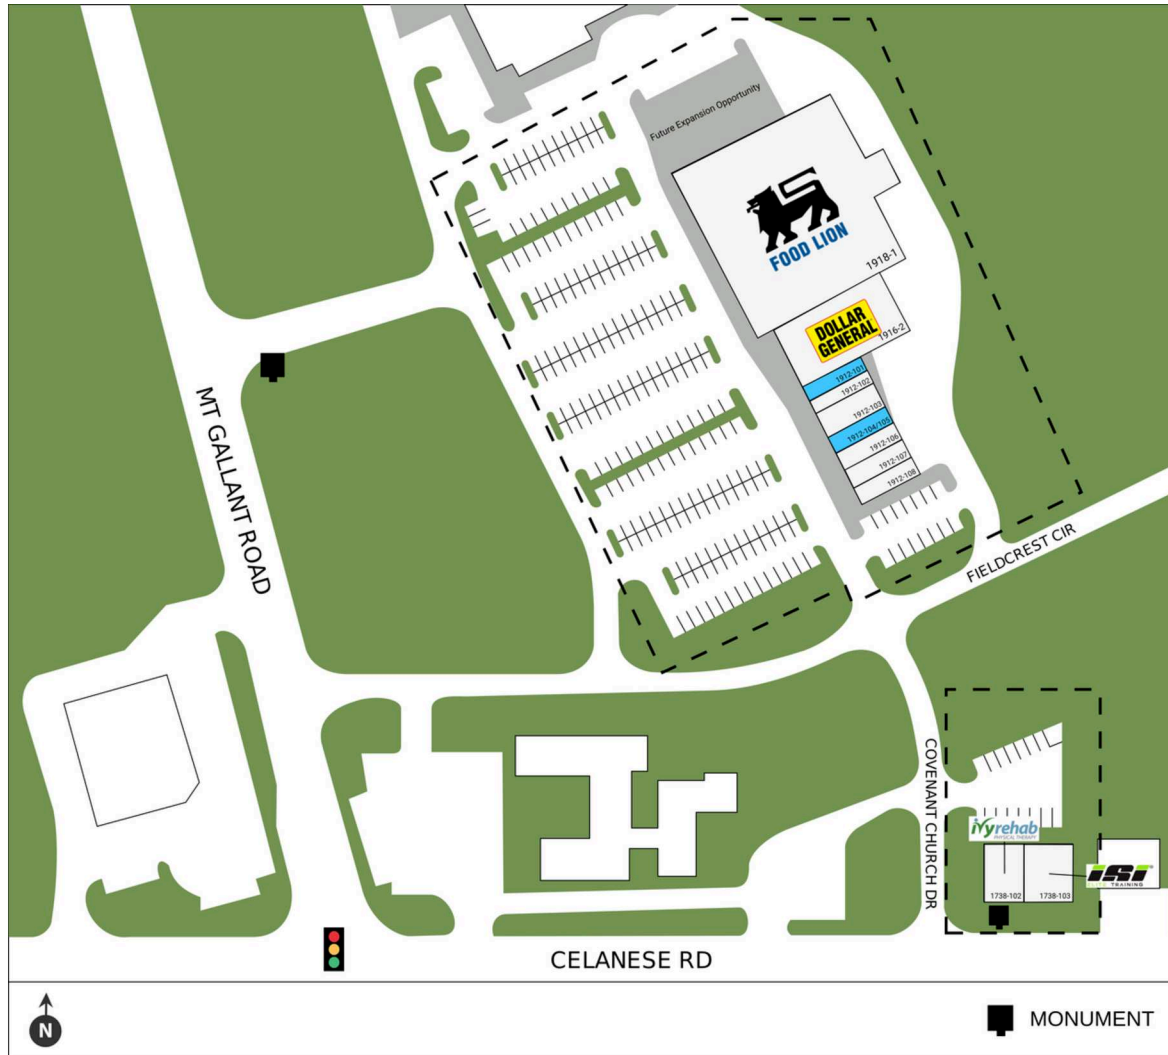 Future Expansion Opportunity
FOOD LION
1918-1
DOLLAR
GENERAL
1916-2
1912-101
1912-102
1912-103
1912-104/105
1912-106
1912-107
1912-108
MT GALLANT ROAD
FIELDCREST CIR
COVENANT CHURCH DR
ivyrehab
PHYSICAL THERAPY
ISI
ELITE TRAINING
1738-102
1738-103
CELANESE RD
N
MONUMENT